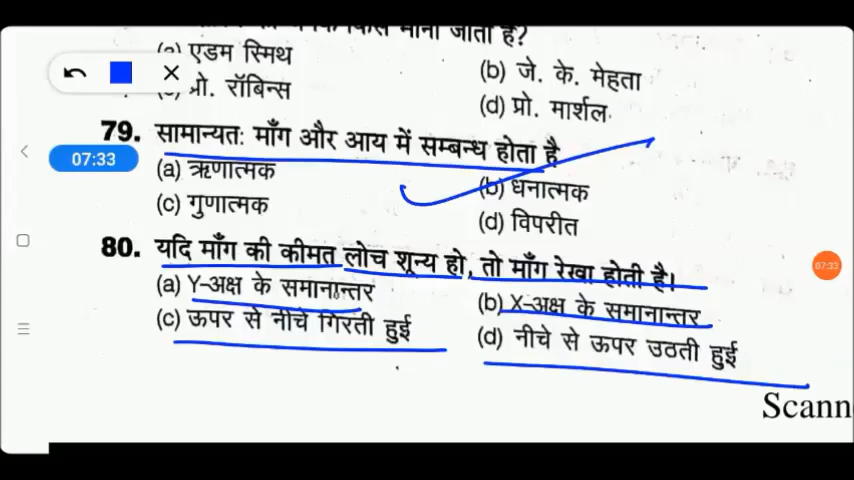 माना जाता है?
(a) एडम स्मिथ
(b) जे. के. मेहता
प्रो. रॉबिन्स
(d) प्रो. मार्शल
79. सामान्यतः माँग और आय में सम्बन्ध होता है
07:33
(a) ऋणात्मक
(b) धनात्मक
(c) गुणात्मक
(d) विपरीत
80. यदि माँग की कीमत लोच शून्य हो, तो माँग रेखा होती है।
07:33
(a) Y-अक्ष के समानान्तर
(b) X-अक्ष के समानान्तर
(c) ऊपर से नीचे गिरती हुई
(d) नीचे से ऊपर उठती हुई
Scann